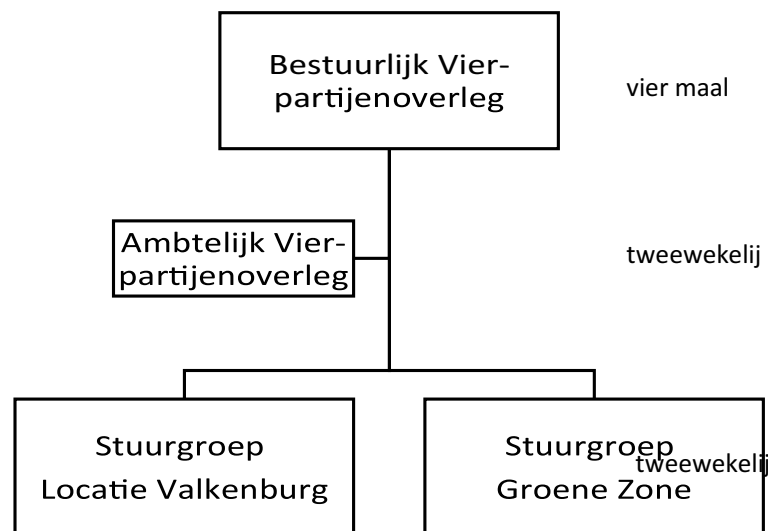 Bestuurlijk Vier-
partijenoverleg
vier maal
Ambtelijk Vier-
partijenoverleg
tweewekelij
Stuurgroep
Locatie Valkenburg
Stuurgroep
Groene Zone
tweewekelij